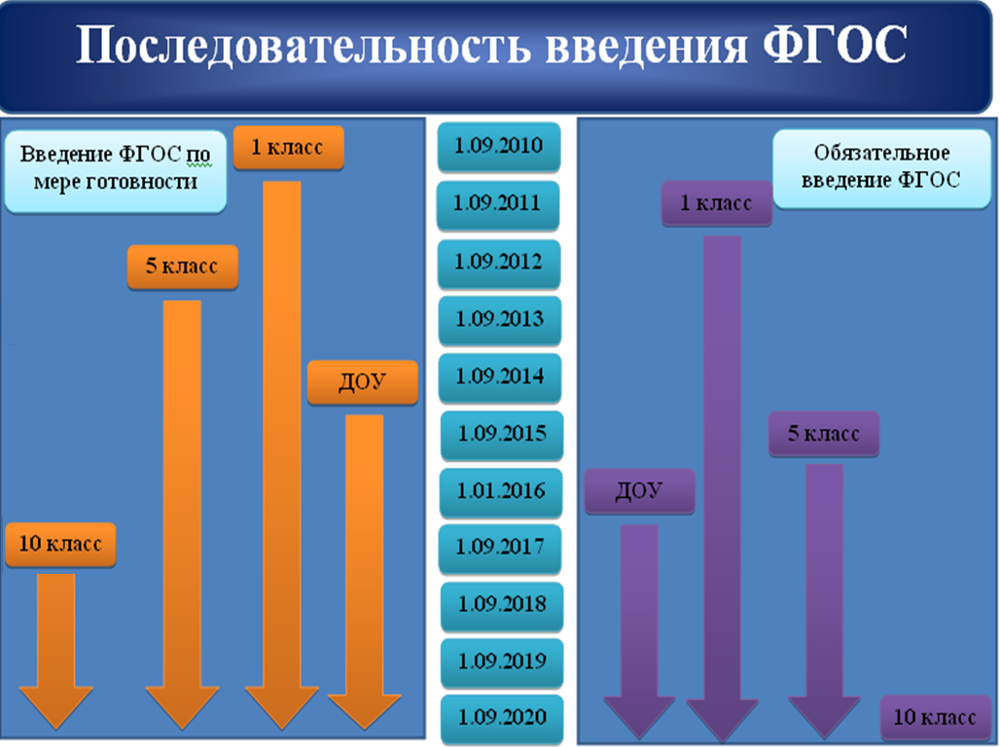 Последовательность введения ФГОС
Введение ФГОС по
мере готовности
1 класс
5 класс
ДОУ
10 класс
1.09.2010
1.09.2011
1.09.2012
1.09.2013
1.09.2014
1.09.2015
1.01.2016
1.09.2017
1.09.2018
1.09.2019
1.09.2020
Обязательное
введение ФГОС
1 класс
5 класс
ДОУ
10 класс